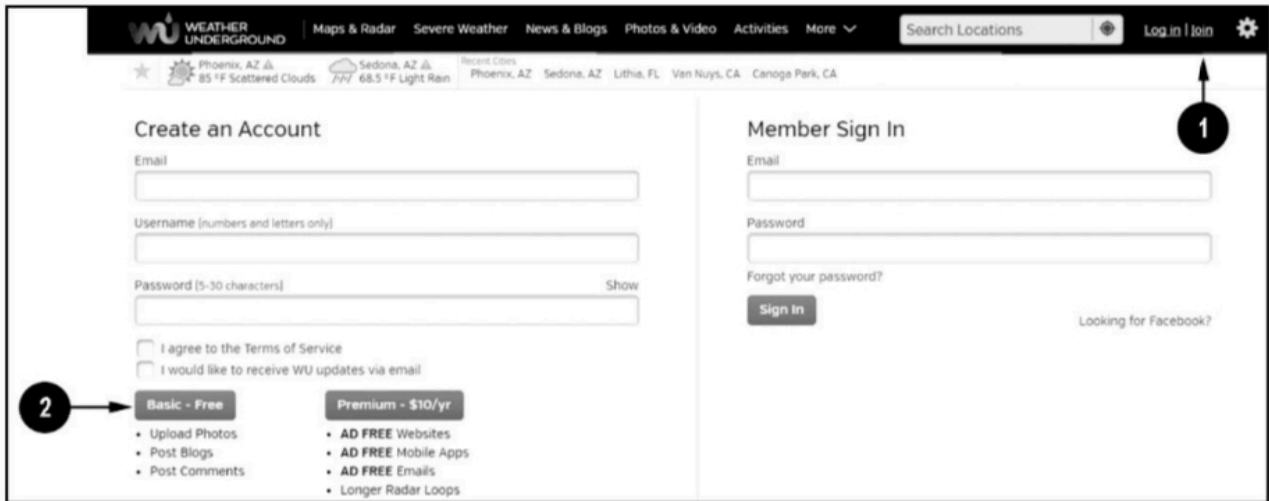 WEATHER UNDERGROUND
Maps & Radar Severe Weather News & Blogs Photos & Video Activities More Search Locations Log in | Join
Phoenix, AZ Sedona, AZ Recent Cities
85 °F Scattered Clouds 68.5 °F Light Rain Phoenix, AZ Sedona, AZ Lithia, FL Van Nuys, CA Canoga Park, CA
1
Create an Account
Email
Username (numbers and letters only)
Password (5-30 characters) Show
I agree to the Terms of Service
I would like to receive WU updates via email
2
Basic - Free
Upload Photos
Post Blogs
Post Comments
Premium - $10/yr
AD FREE Websites
AD FREE Mobile Apps
AD FREE Emails
Longer Radar Loops
Member Sign In
Email
Password
Forgot your password?
Sign In
Looking for Facebook?